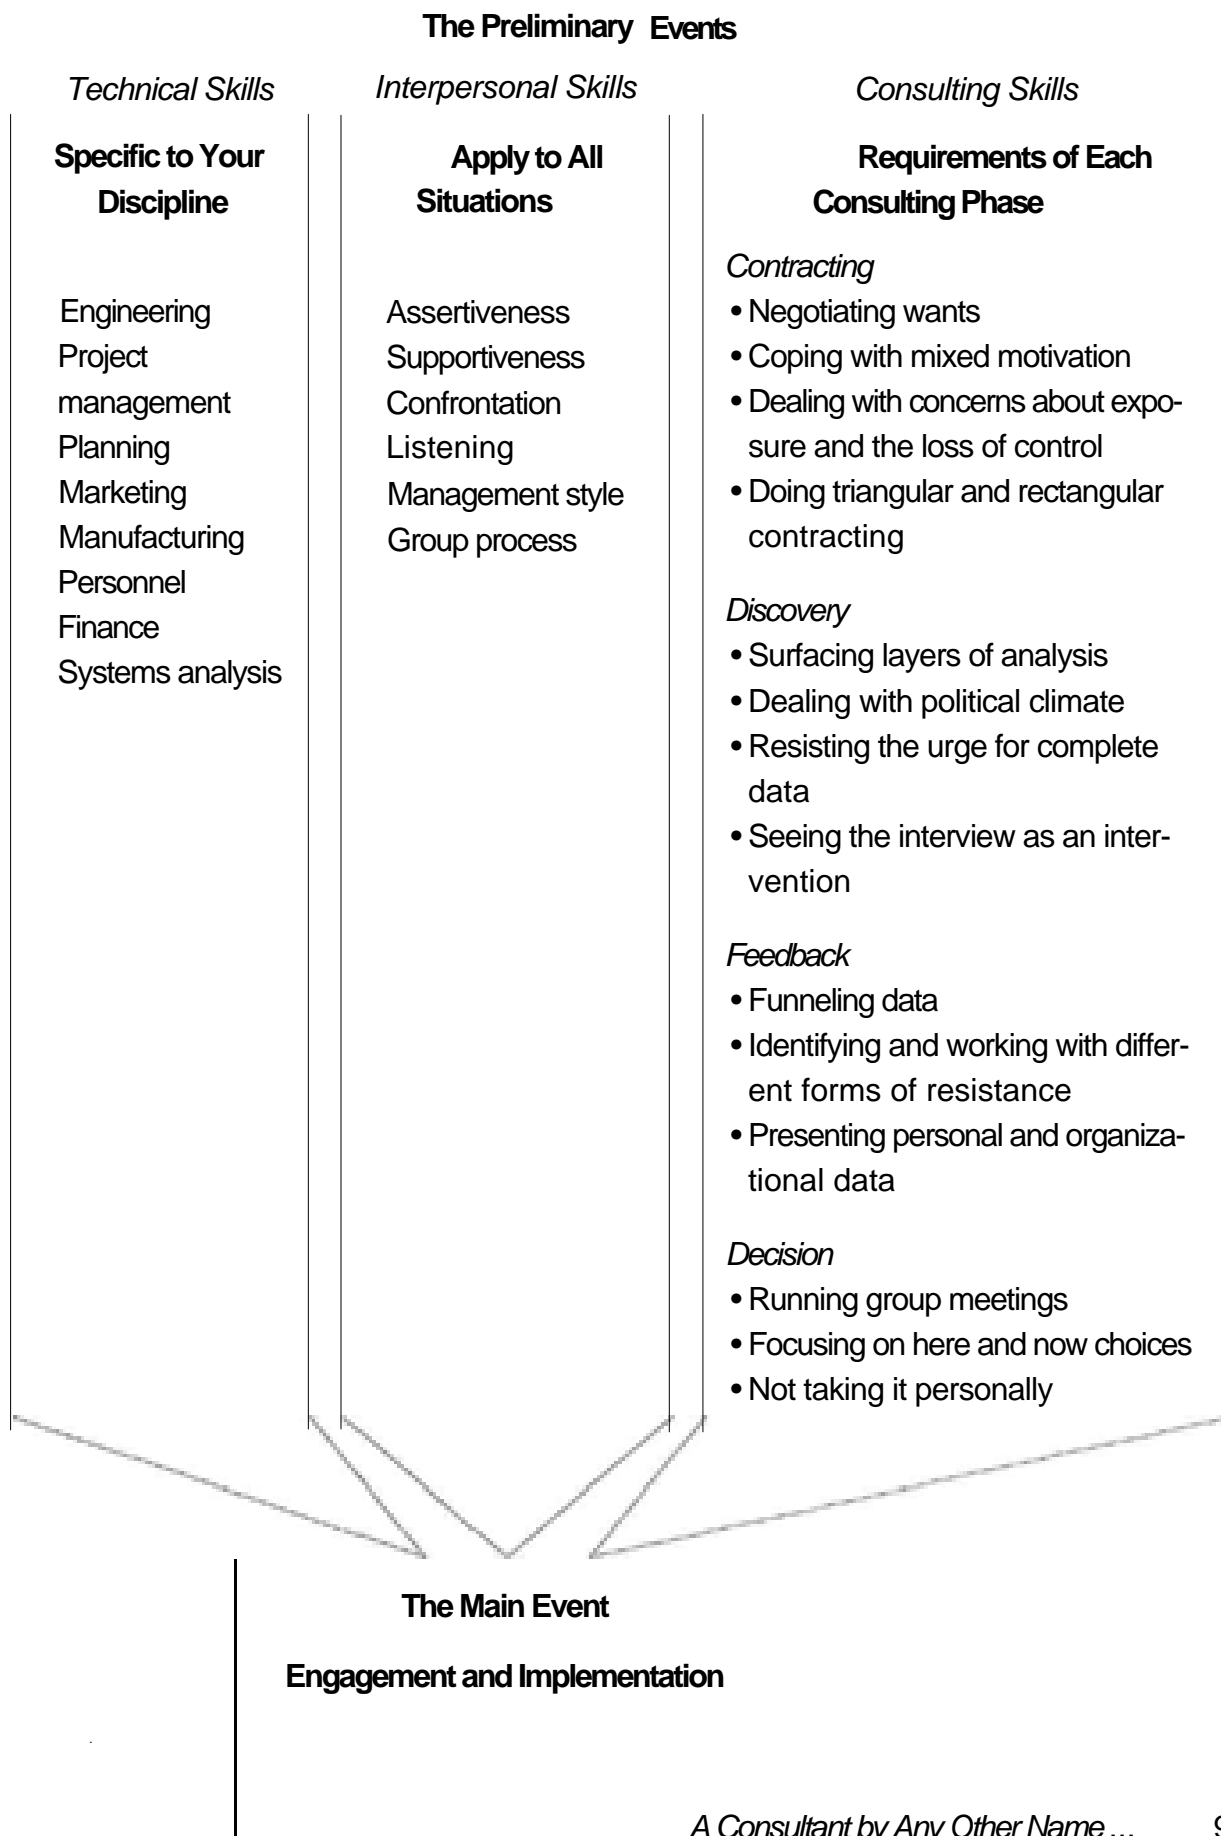 The Preliminary Events
Technical Skills
Specific to Your
Discipline
Engineering
Project
management
Planning
Marketing
Manufacturing
Personnel
Finance
Systems analysis
Interpersonal Skills
Apply to All
Situations
Assertiveness
Supportiveness
Confrontation
Listening
Management style
Group process
Consulting Skills
Requirements of Each
Consulting Phase
Contracting
• Negotiating wants
• Coping with mixed motivation
• Dealing with concerns about expo-
sure and the loss of control
• Doing triangular and rectangular
contracting
Discovery
• Surfacing layers of analysis
• Dealing with political climate
• Resisting the urge for complete
data
• Seeing the interview as an inter-
vention
Feedback
• Funneling data
• Identifying and working with differ-
ent forms of resistance
• Presenting personal and organiza-
tional data
Decision
• Running group meetings
• Focusing on here and now choices
• Not taking it personally
The Main Event
Engagement and Implementation
A Consultant by Any Other Name ... 9